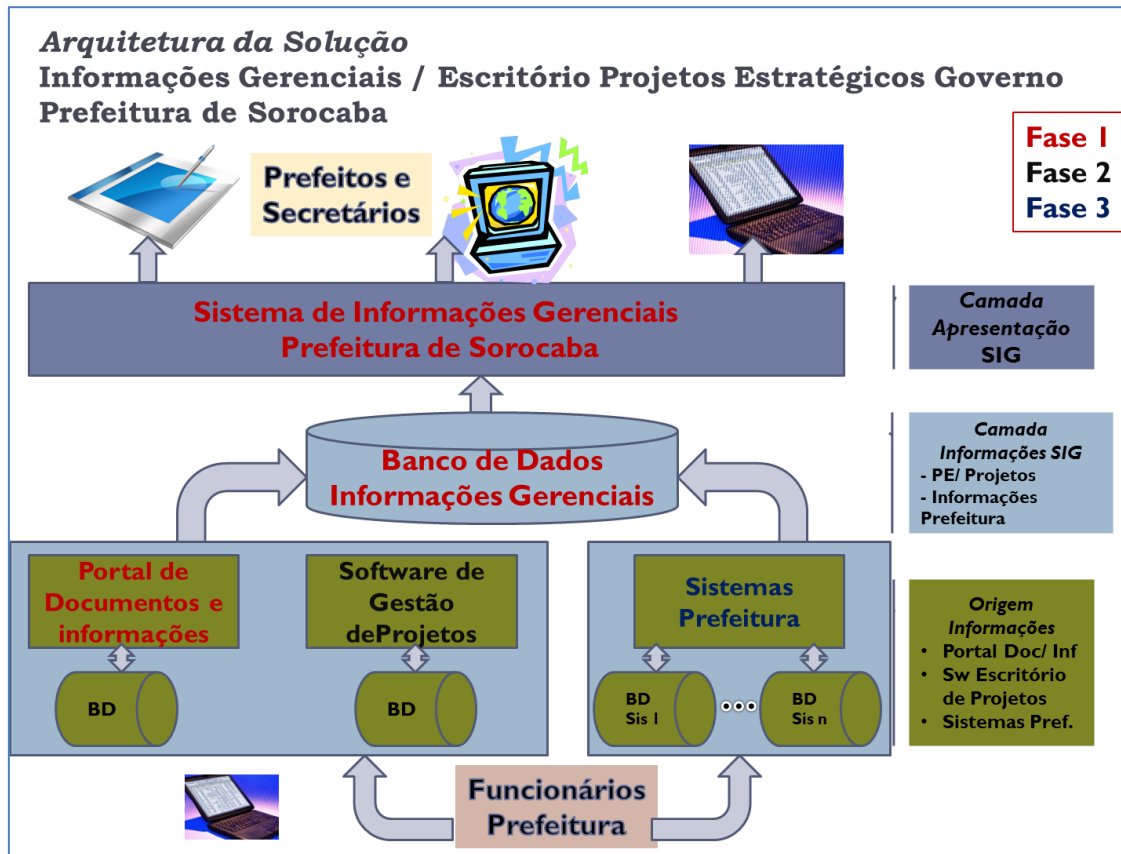 Arquitetura da Solução
Informações Gerenciais / Escritório Projetos Estratégicos Governo
Prefeitura de Sorocaba
Fase 1
Fase 2
Fase 3
Prefeitos e
Secretários
Sistema de Informações Gerenciais
Prefeitura de Sorocaba
Camada
Apresentação
SIG
Banco de Dados
Informações Gerenciais
Camada
Informações SIG
- PE/ Projetos
- Informações
Prefeitura
Portal de
Documentos e
informações
Software de
Gestão
deProjetos
Sistemas
Prefeitura
Origem
Informações
• Portal Doc/ Inf
• Sw Escritório
de Projetos
• Sistemas Pref.
BD
BD
BD
Sis 1
BD
Sis n
Funcionários
Prefeitura